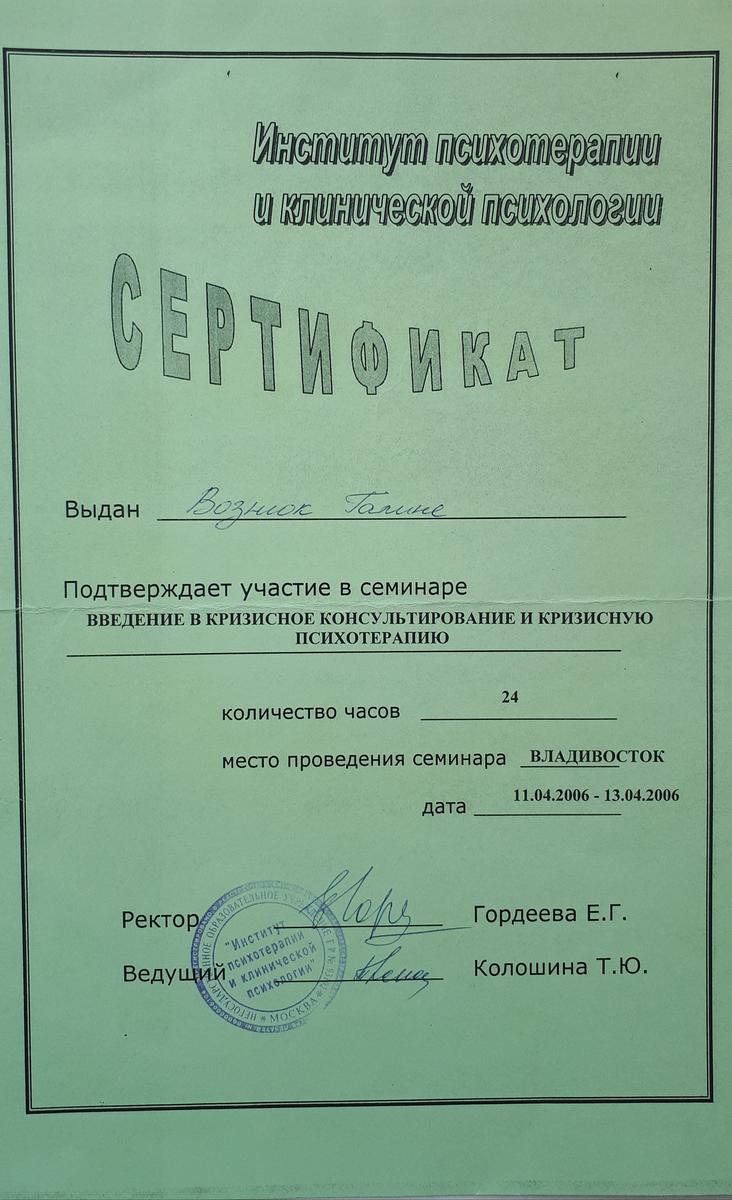 Институт психотерапии
и клинической психологии
СЕРТИФИКАТ
Выдан Вознюк Галине
Подтверждает участие в семинаре
ВВЕДЕНИЕ В КРИЗИСНОЕ КОНСУЛЬТИРОВАНИЕ И КРИЗИСНУЮ
ПСИХОТЕРАПИЮ
количество часов 24
место проведения семинара ВЛАДИВОСТОК
дата 11.04.2006 - 13.04.2006
Ректор Гордеева Е.Г.
Ведущий Колошина Т.Ю.
"Институт
психотерапии
и клинической
психологии"
* МОСКВА *